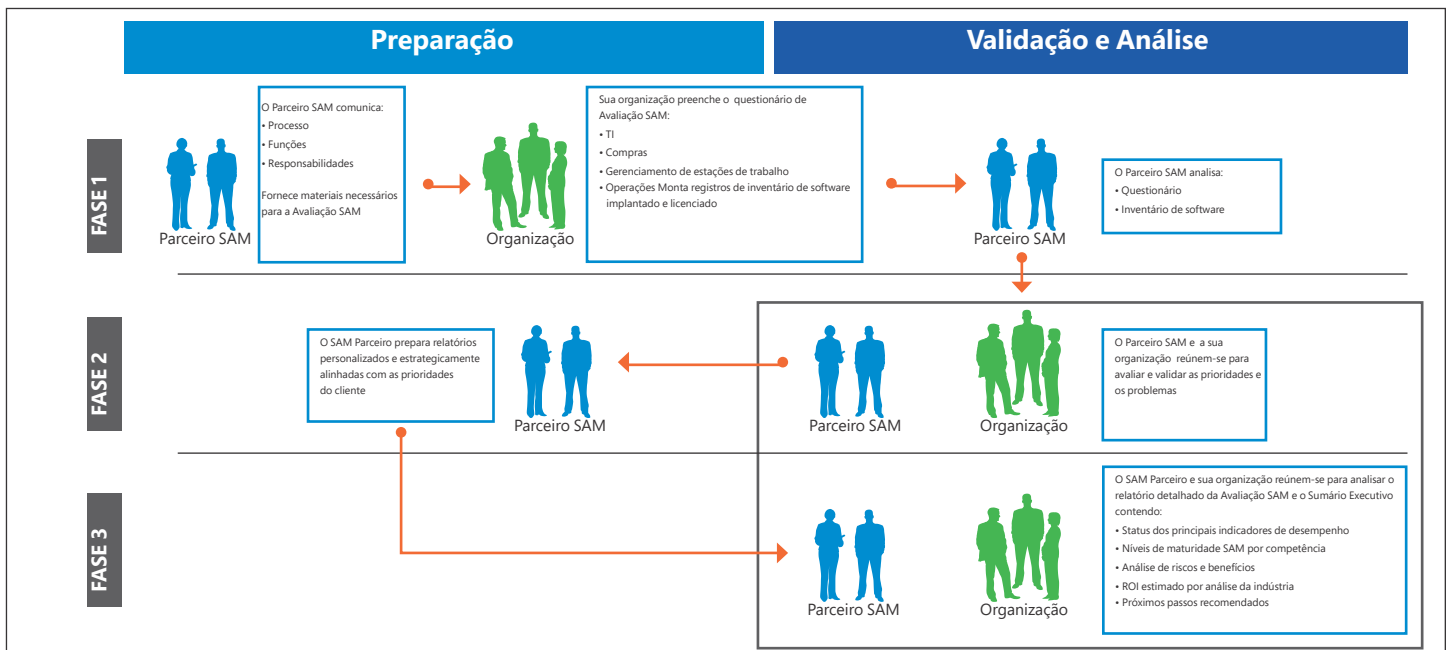 Preparação
Validação e Análise
FASE 1
O Parceiro SAM comunica:
• Processo
• Funções
• Responsabilidades
Fornece materiais necessários
para a Avaliação SAM
Parceiro SAM
Organização
Sua organização preenche o questionário de
Avaliação SAM:
• TI
• Compras
• Gerenciamento de estações de trabalho
• Operações Monta registros de inventário de software
implantado e licenciado
Parceiro SAM
O Parceiro SAM analisa:
• Questionário
• Inventário de software
FASE 2
O SAM Parceiro prepara relatórios
personalizados e estrategicamente
alinhadas com as prioridades
do cliente
Parceiro SAM
Parceiro SAM
Organização
O Parceiro SAM e a sua
organização reúnem-se para
avaliar e validar as prioridades e
os problemas
FASE 3
Parceiro SAM
Organização
O SAM Parceiro e sua organização reúnem-se para analisar o
relatório detalhado da Avaliação SAM e o Sumário Executivo
contendo:
• Status dos principais indicadores de desempenho
• Níveis de maturidade SAM por competência
• Análise de riscos e benefícios
• ROI estimado por análise da indústria
• Próximos passos recomendados